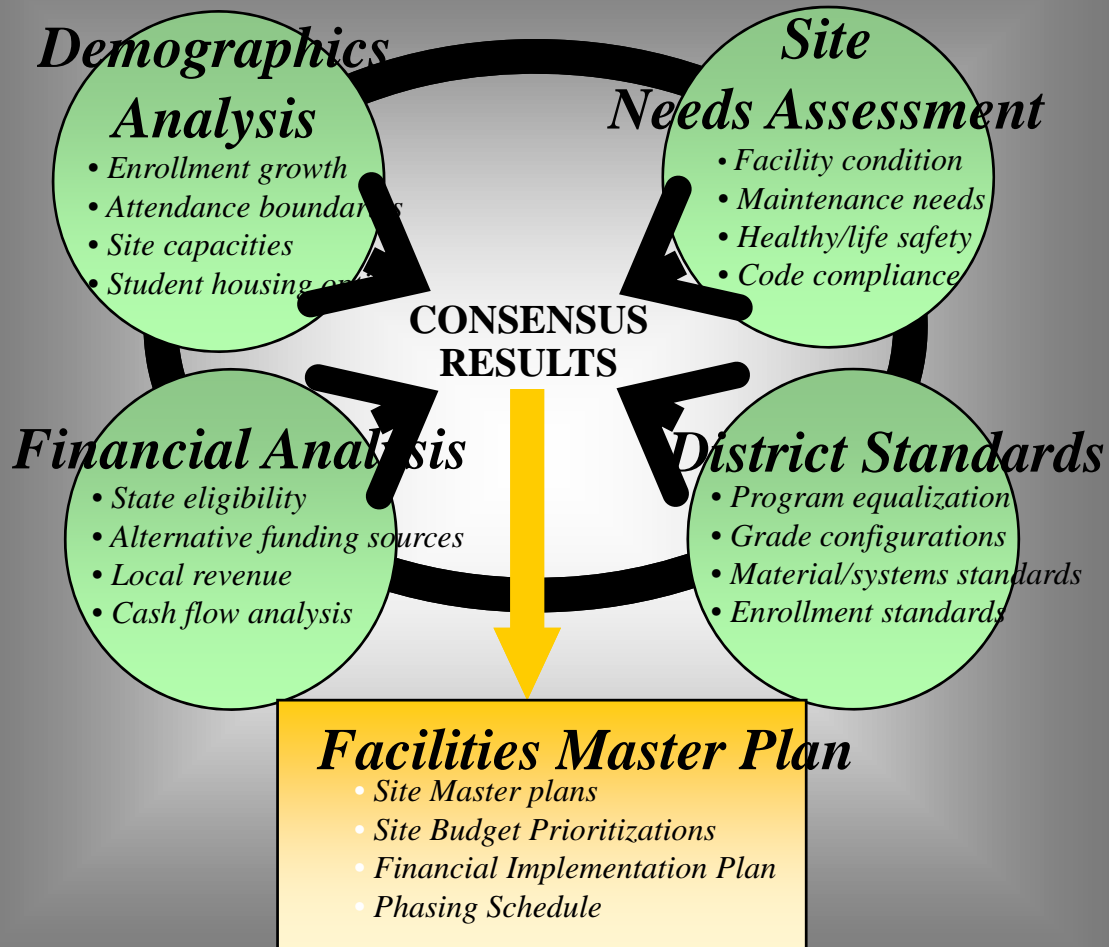 Demographics
Analysis
• Enrollment growth
• Attendance boundaries
• Site capacities
• Student housing
Site
Needs Assessment
• Facility condition
• Maintenance needs
• Healthy/life safety
• Code compliance
CONSENSUS
RESULTS
Financial Analysis
• State eligibility
• Alternative funding sources
• Local revenue
• Cash flow analysis
District Standards
• Program equalization
• Grade configurations
• Material/systems standards
• Enrollment standards
Facilities Master Plan
• Site Master plans
• Site Budget Prioritizations
• Financial Implementation Plan
• Phasing Schedule